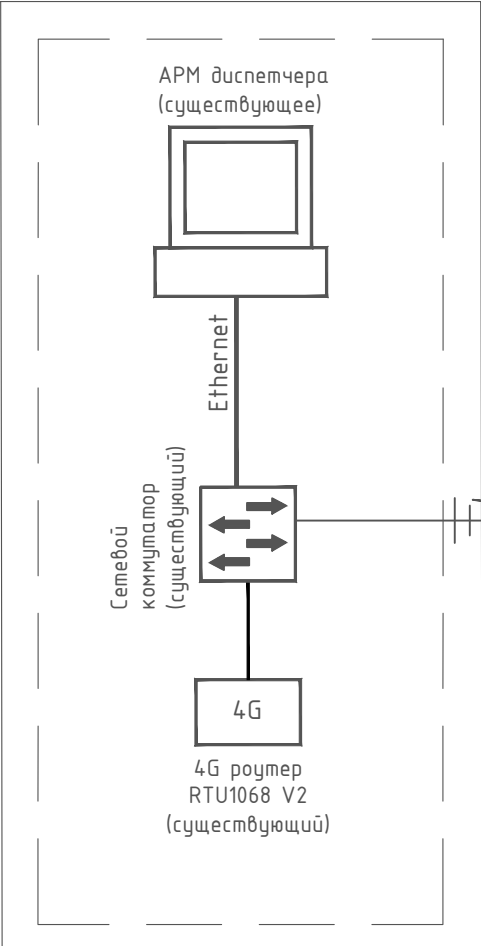 АРМ диспетчера
(существующее)
Ethernet
Сетевой
коммутатор
(существующий)
4G
4G роутер
RTU1068 V2
(существующий)